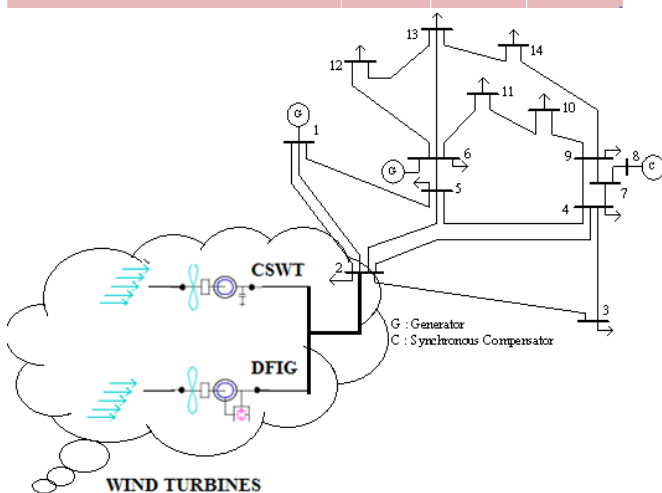 13
14
12
11
10
G
1
6
G
5
9
8
C
7
4
2
3
CSWT
G : Generator
C : Synchronous Compensator
DFIG
WIND TURBINES